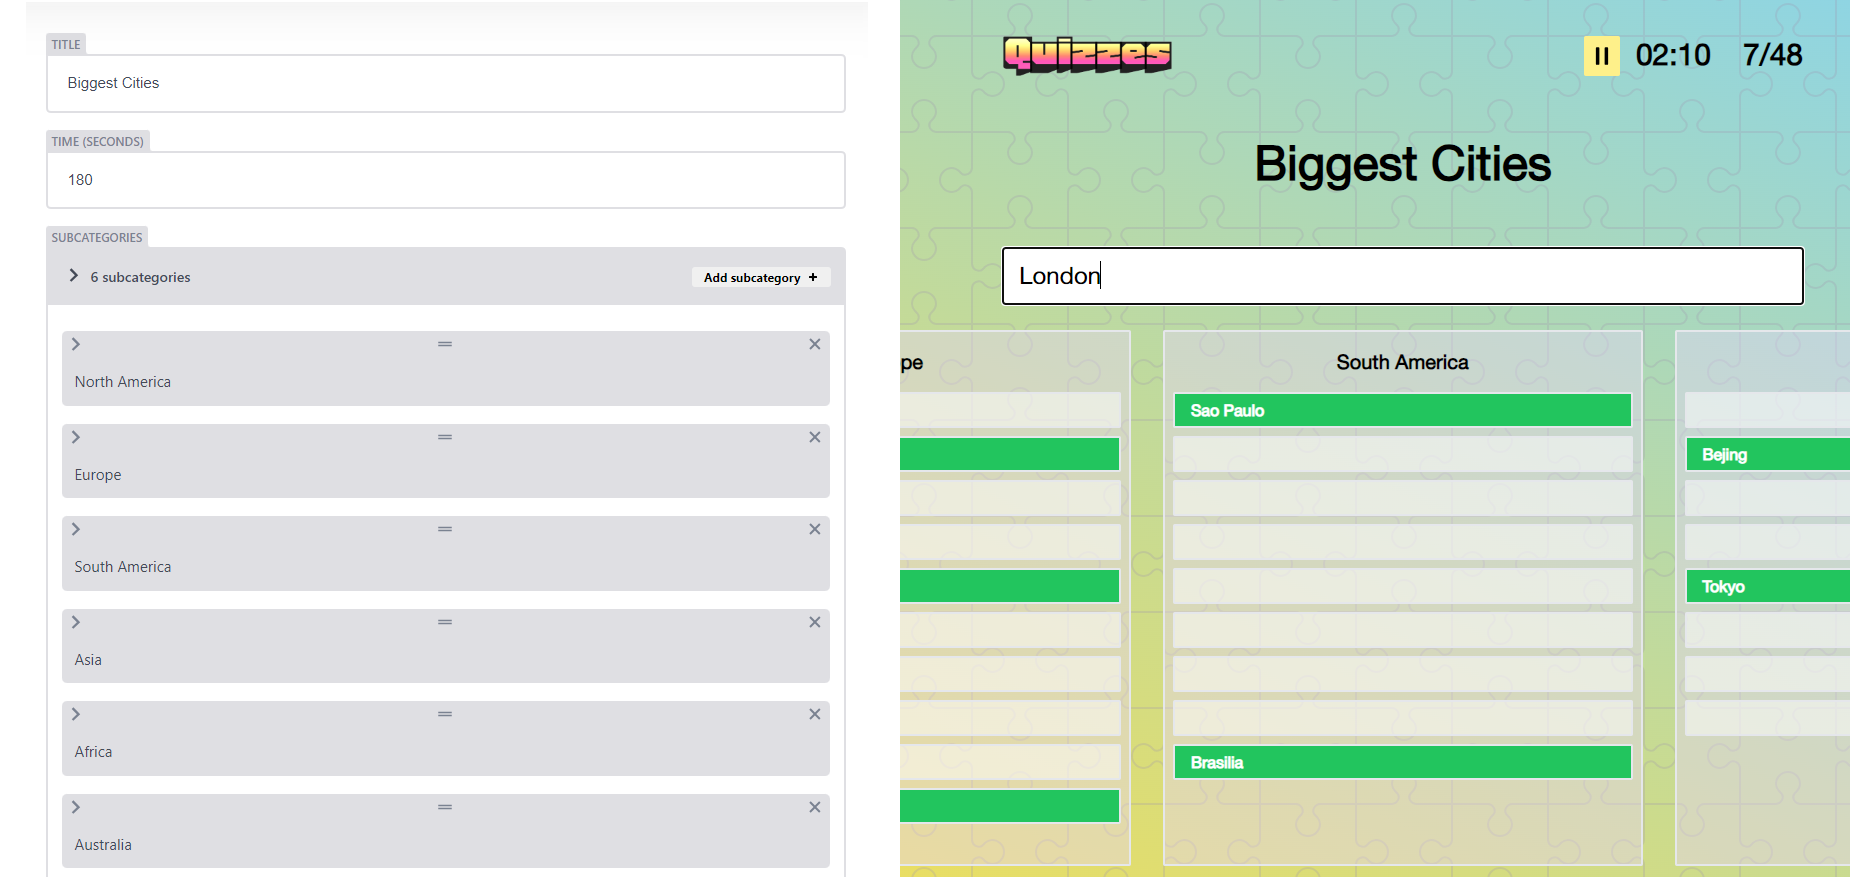 TITLE
Biggest Cities
TIME (SECONDS)
180
SUBCATEGORIES
6 subcategories
Add subcategory +
North America
Europe
South America
Asia
Africa
Australia
Quizzes
02:10 7/48
Biggest Cities
London
pe
South America
Sao Paulo
Brasilia
Bejing
Tokyo